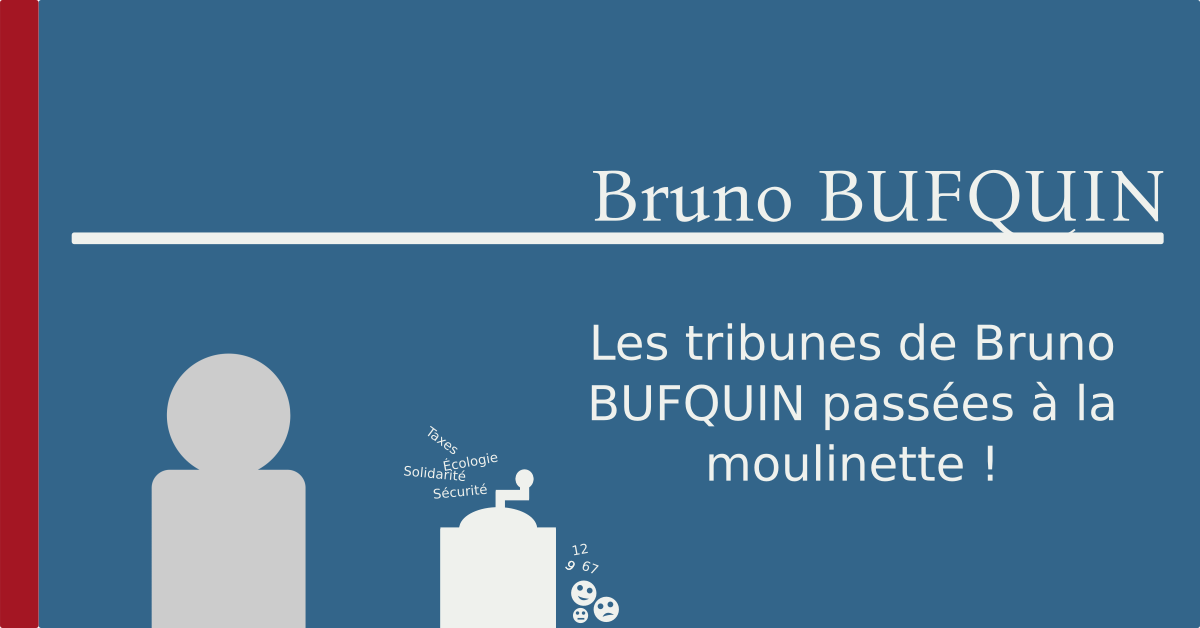 Bruno BUFQUIN
Les tribunes de Bruno
BUFQUIN passées à la
moulinette !
Taxes
Écologie
Solidarité
Sécurité
12
9 67